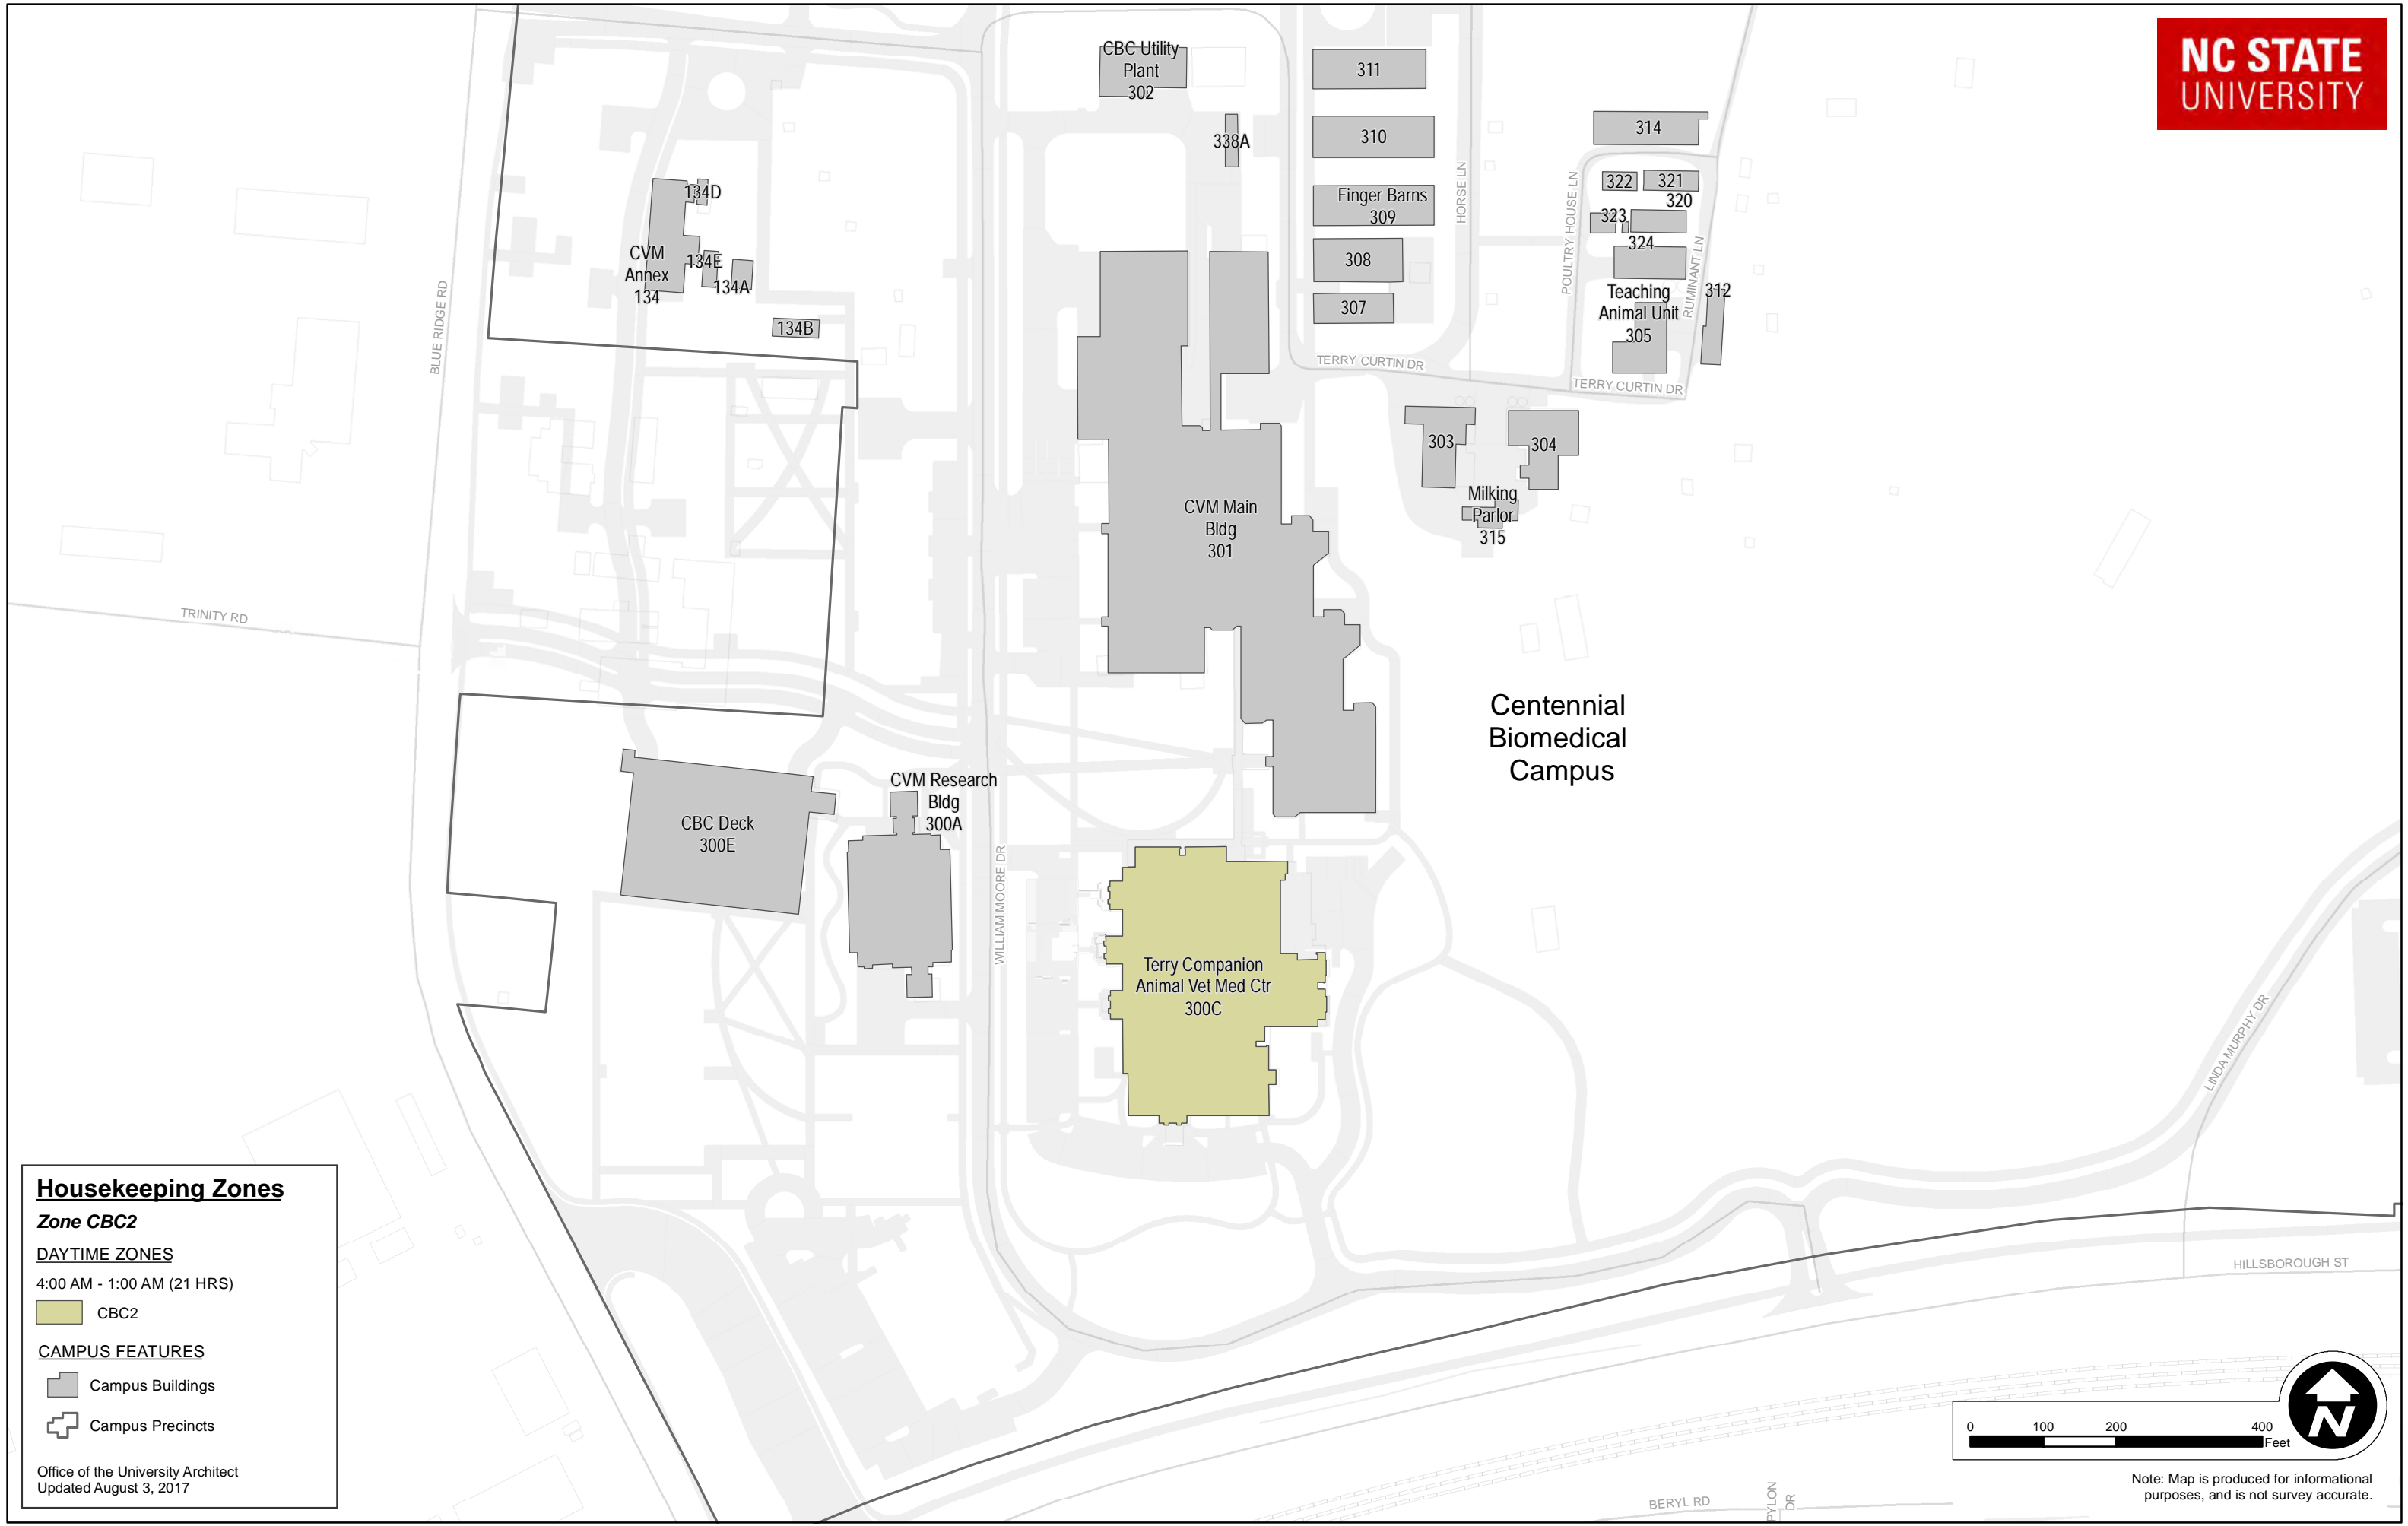 NC STATE
UNIVERSITY
CBC Utility
Plant
302
338A
311
310
Finger Barns
309
308
307
HORSE LN
POULTRY HOUSE LN
RUMINANT LN
314
322
321
320
323
324
Teaching
Animal Unit
305
312
TERRY CURTIN DR
TERRY CURTIN DR
134D
CVM
Annex
134
134E
134A
134B
BLUE RIDGE RD
TRINITY RD
303
304
Milking
Parlor
315
CVM Main
Bldg
301
Centennial
Biomedical
Campus
CBC Deck
300E
CVM Research
Bldg
300A
WILLIAM MOORE DR
Terry Companion
Animal Vet Med Ctr
300C
LINDA MURPHY DR
HILLSBOROUGH ST
BERYL RD
PYLON
DR
Housekeeping Zones
Zone CBC2
DAYTIME ZONES
4:00 AM - 1:00 AM (21 HRS)
CBC2
CAMPUS FEATURES
Campus Buildings
Campus Precincts
Office of the University Architect
Updated August 3, 2017
0 100 200 400
Feet
N
Note: Map is produced for informational
purposes, and is not survey accurate.